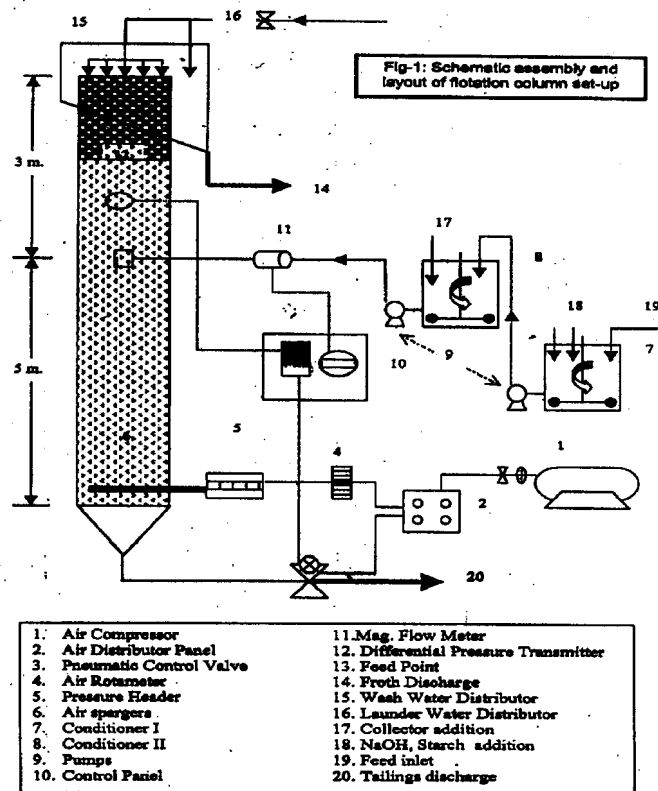 15
16
Fig-1: Schematic assembly and
layout of flotation column set-up
3 m.
14
17
11
8
18
19
7
10
9
5 m.
5
4
1
2
20
1. Air Compressor
2. Air Distributor Panel
3. Pneumatic Control Valve
4. Air Rotameter
5. Pressure Header
6. Air spargers
7. Conditioner I
8. Conditioner II
9. Pumps
10. Control Panel
11.Mag. Flow Meter
12. Differential Pressure Transmitter
13. Feed Point
14. Froth Discharge
15. Wash Water Distributor
16. Launder Water Distributor
17. Collector addition
18. NaOH, Starch addition
19. Feed inlet
20. Tailings discharge